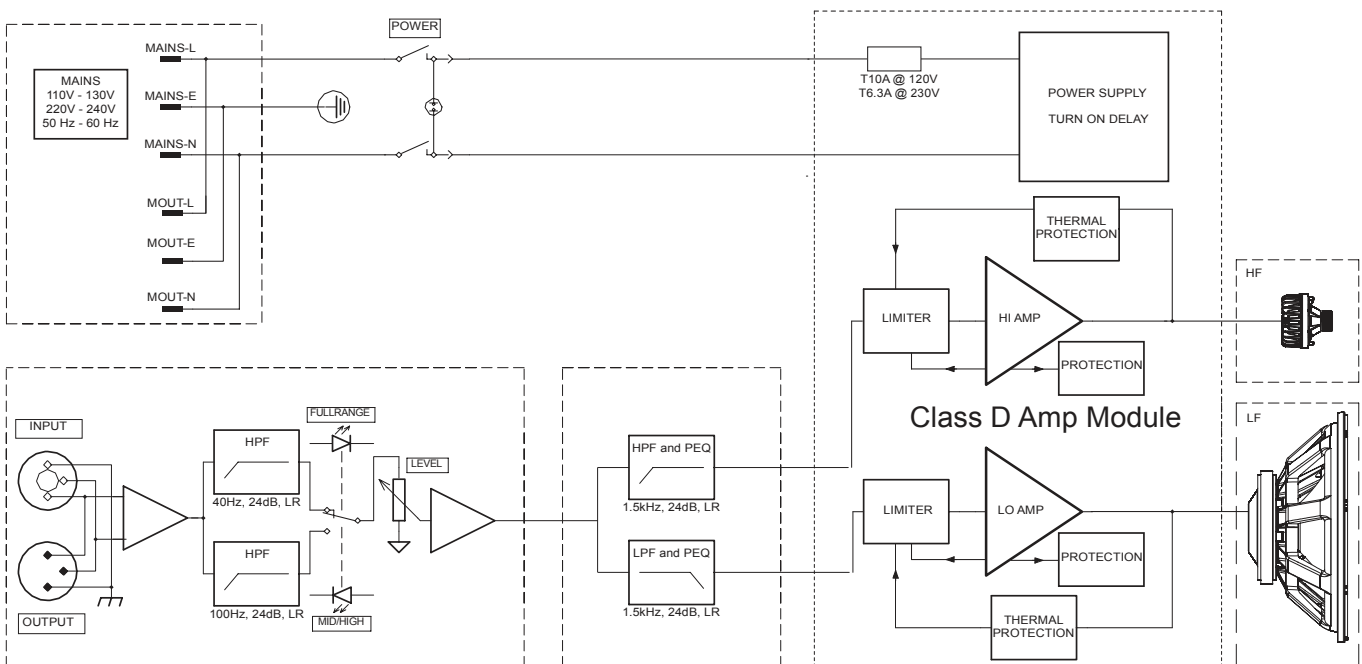 MAINS-L
MAINS
110V - 130V
220V - 240V
50 Hz - 60 Hz
MAINS-E
MAINS-N
MOUT-L
MOUT-E
MOUT-N
POWER
T10A @ 120V
T6.3A @ 230V
POWER SUPPLY
TURN ON DELAY
THERMAL
PROTECTION
LIMITER
HI AMP
PROTECTION
HF
Class D Amp Module
INPUT
OUTPUT
HPF
40Hz, 24dB, LR
HPF
100Hz, 24dB, LR
FULLRANGE
MID/HIGH
LEVEL
HPF and PEQ
1.5kHz, 24dB, LR
LPF and PEQ
1.5kHz, 24dB, LR
LIMITER
LO AMP
PROTECTION
THERMAL
PROTECTION
LF